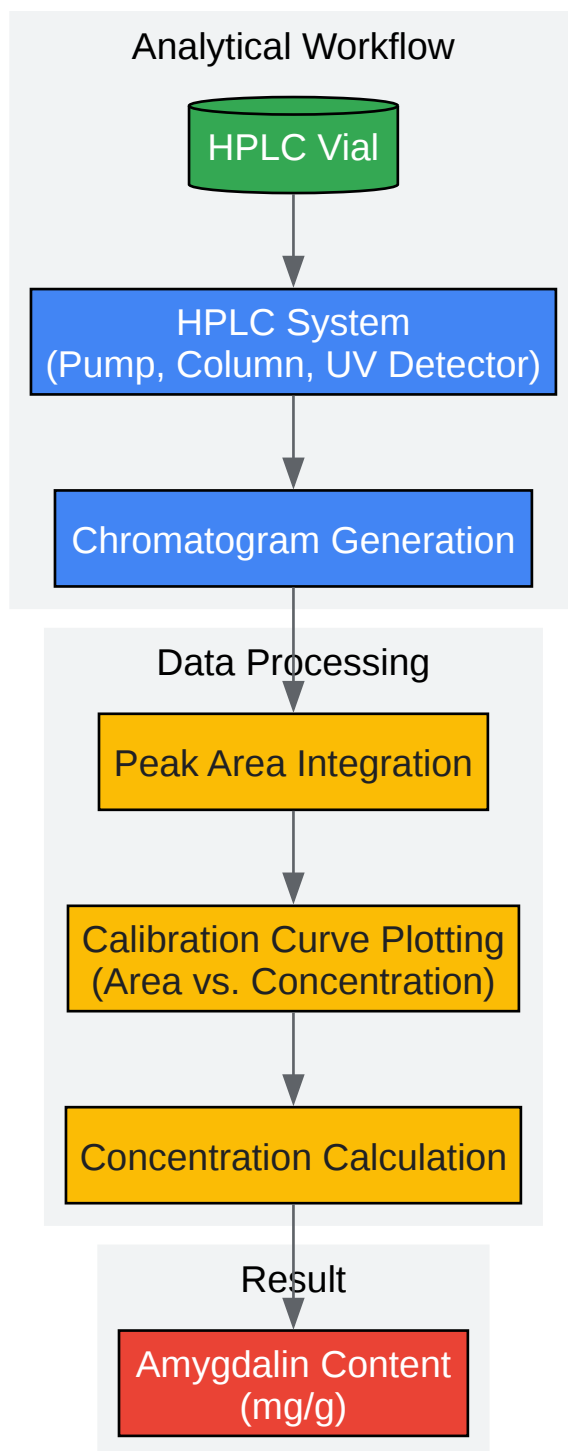 Analytical Workflow
HPLC Vial
HPLC System
(Pump, Column, UV Detector)
Chromatogram Generation
Data Processing
Peak Area Integration
Calibration Curve Plotting
(Area vs. Concentration)
Concentration Calculation
Result
Amygdalin Content
(mg/g)